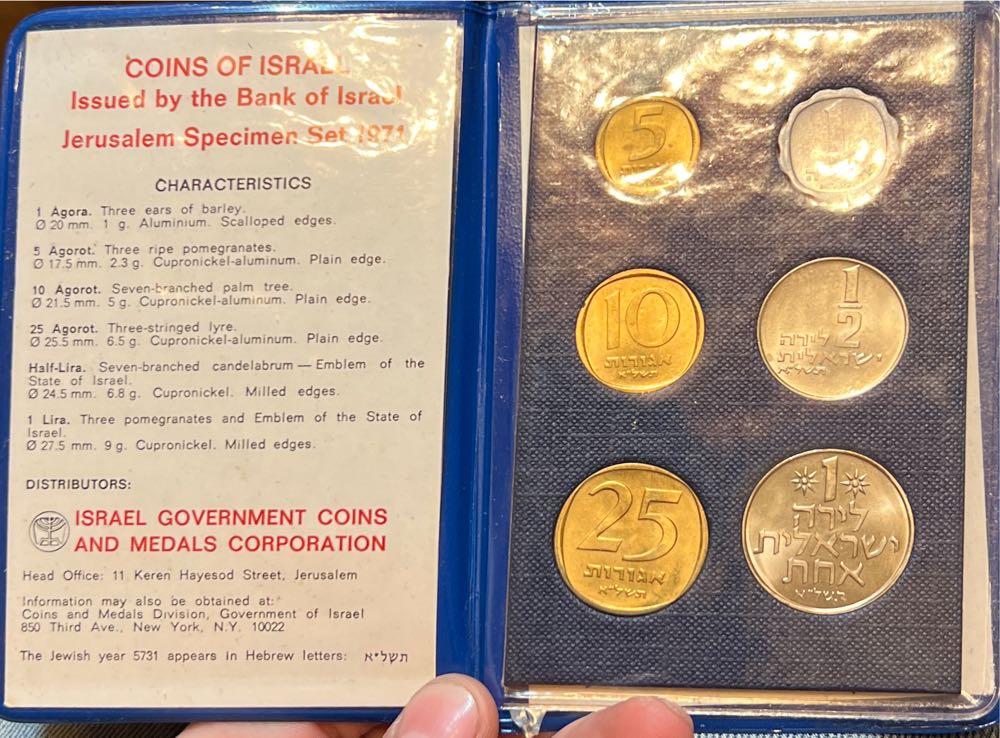 COINS OF ISRAEL
Issued by the Bank of Israel
Jerusalem Specimen Set 1971
CHARACTERISTICS
1 Agora. Three ears of barley.
Ø 20 mm. 1 g. Aluminium. Scalloped edges.
5 Agorot. Three ripe pomegranates.
Ø 17.5 mm. 2.3 g. Cupronickel-aluminum. Plain edge.
10 Agorot. Seven-branched palm tree.
Ø 21.5 mm. 5 g. Cupronickel-aluminum. Plain edge.
25 Agorot. Three-stringed lyre.
Ø 25.5 mm. 6.5 g. Cupronickel-aluminum. Plain edge.
Half-Lira. Seven-branched candelabrum — Emblem of the
State of Israel.
Ø 24.5 mm. 6.8 g. Cupronickel. Milled edges.
1 Lira. Three pomegranates and Emblem of the State of
Israel.
Ø 27.5 mm. 9 g. Cupronickel. Milled edges.
DISTRIBUTORS:
ISRAEL GOVERNMENT COINS
AND MEDALS CORPORATION
Head Office: 11 Keren Hayesod Street, Jerusalem
Information may also be obtained at:
Coins and Medals Division, Government of Israel
850 Third Ave., New York, N.Y. 10022
The Jewish year 5731 appears in Hebrew letters: תשל״א
5
אגורות
1
10
אגורות
תשל״א
1/2
לירה
ישראלית
תשל״א
25
אגורות
תשל״א
1
לירה
ישראלית
אחת
תשל״א